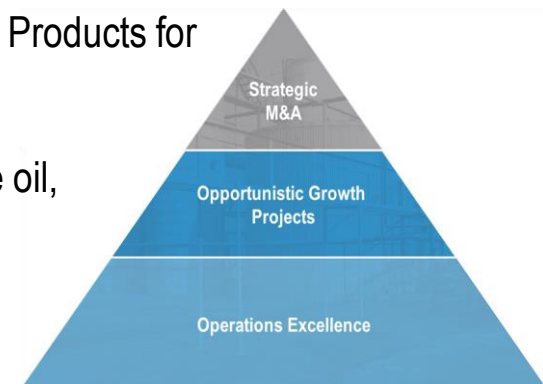 Products for
Strategic
M&A
oil,
Opportunistic Growth
Projects
Operations Excellence